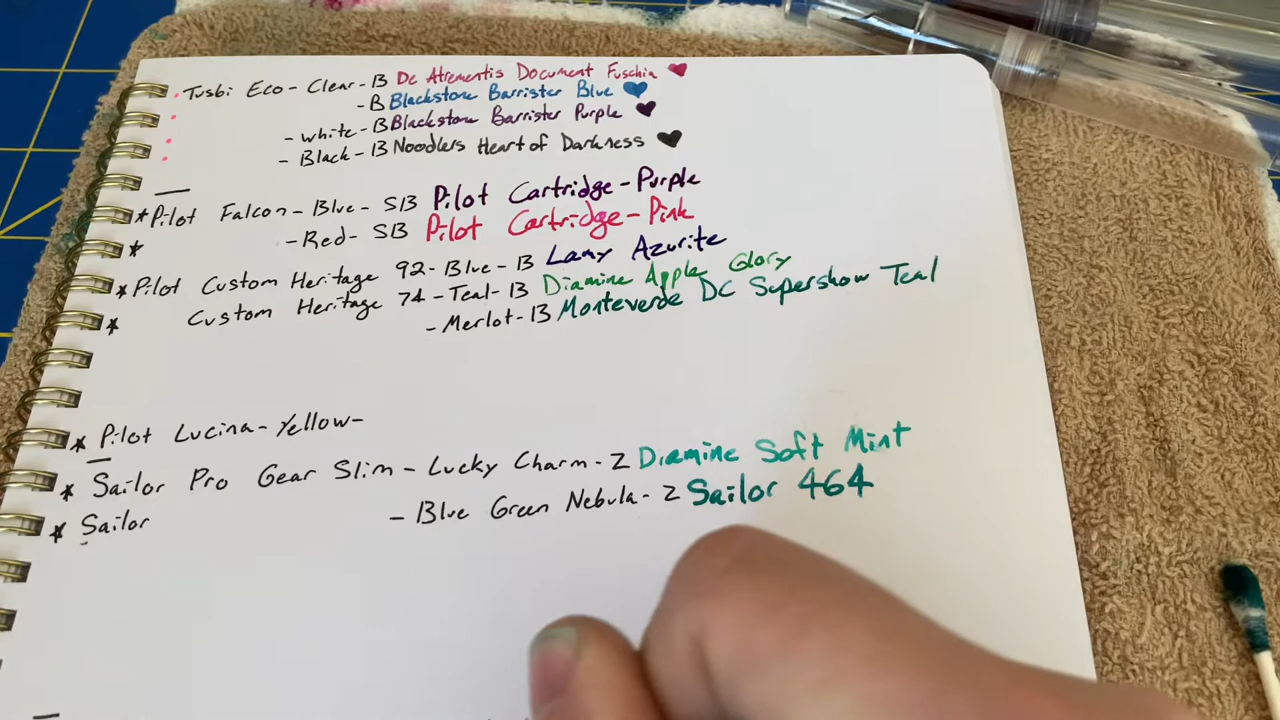 Tusbi Eco - Clear - B De Atrementis Document Fuschia
- B Blackstone Barrister Blue
- white - B Blackstone Barrister Purple
- Black - B Noodlers Heart of Darkness
*Pilot Falcon - Blue - SB Pilot Cartridge - Purple
* - Red - SB Pilot Cartridge - Pink
*Pilot Custom Heritage 92 - Blue - B Lamy Azurite
Custom Heritage 74 - Teal - B Diamine Apple Glory
* - Merlot - B Monteverde DC Supershow Teal
* Pilot Lucina - Yellow -
* Sailor Pro Gear Slim - Lucky Charm - Z Diamine Soft Mint
* Sailor - Blue Green Nebula - Z Sailor 464